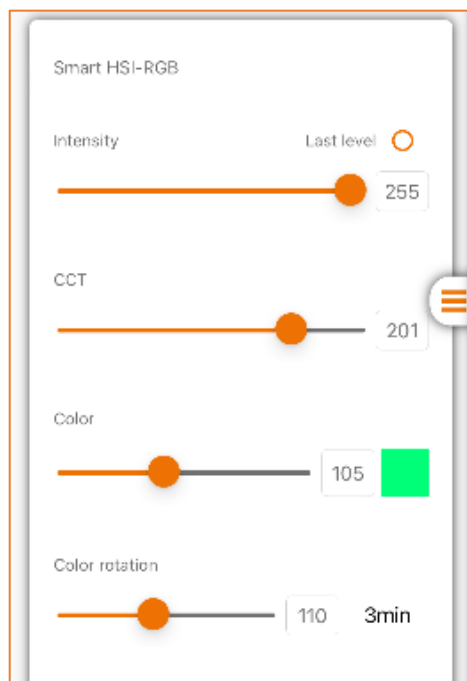 Smart HSI-RGB
Intensity Last level
255
CCT
201
Color
105
Color rotation
110 3min